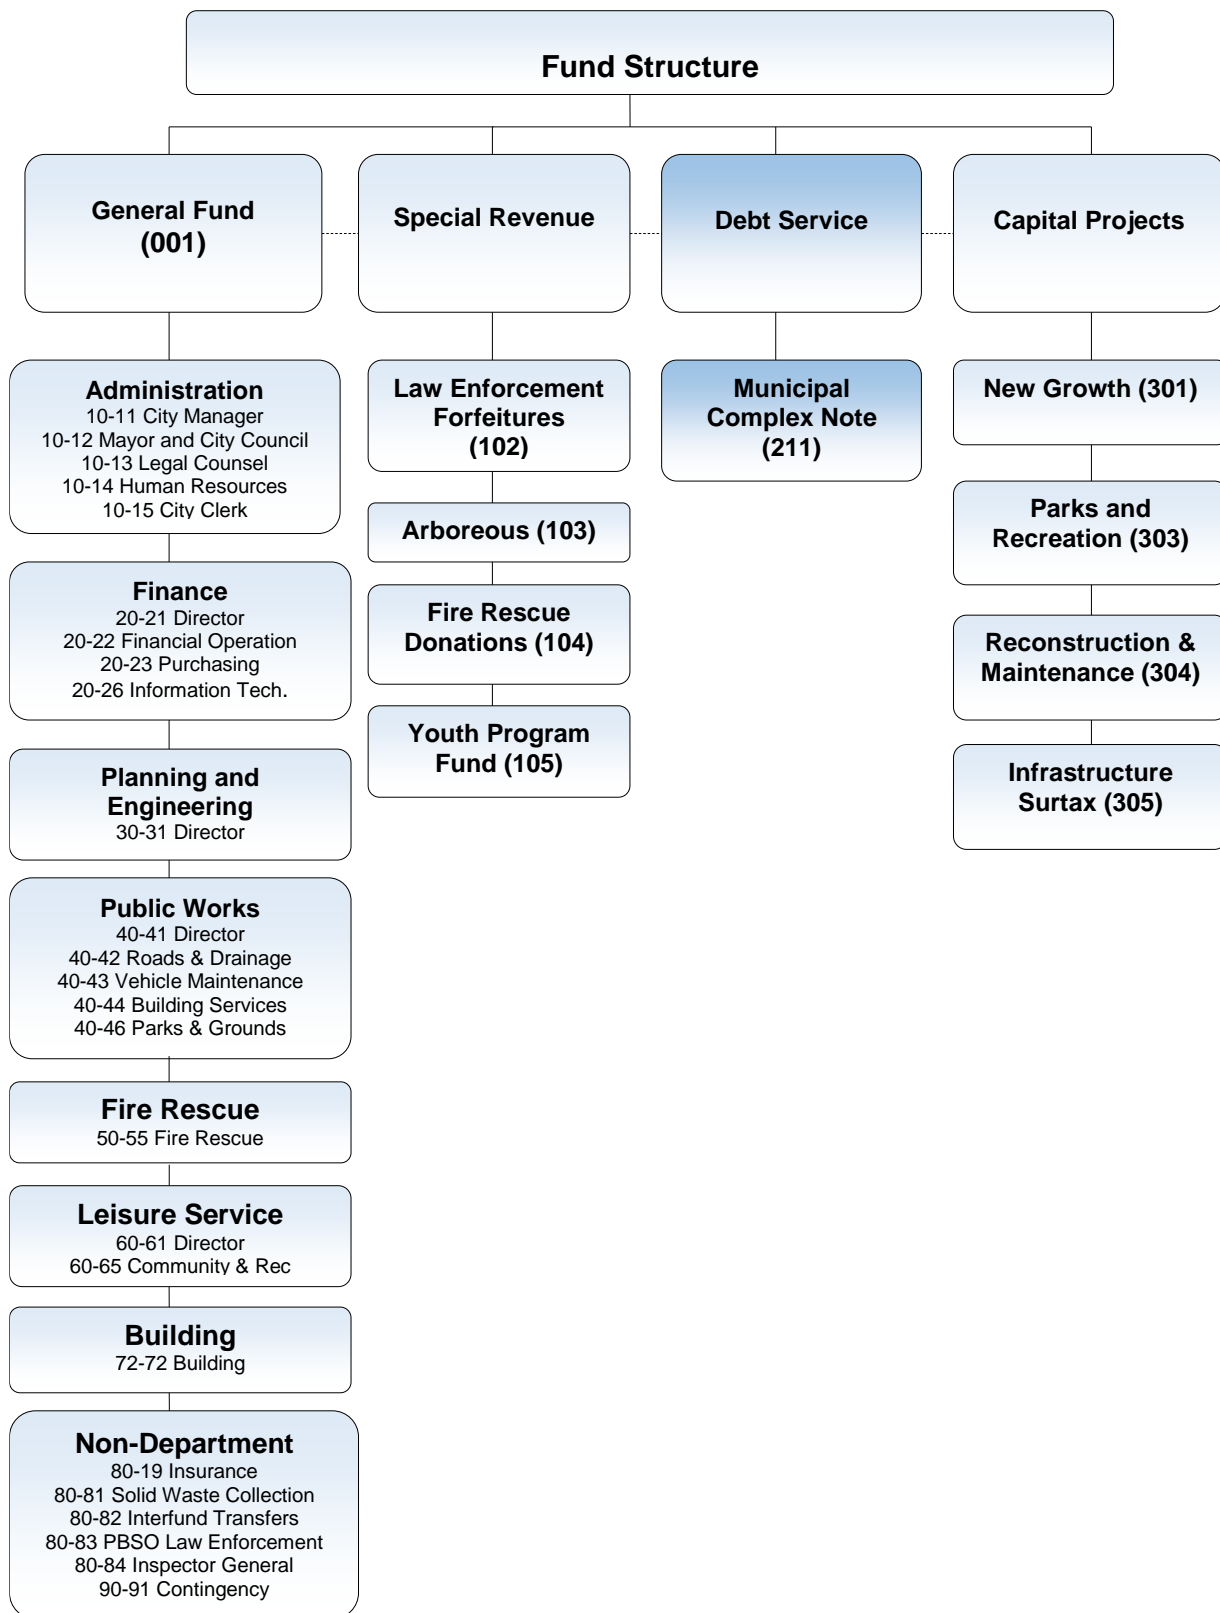 Fund Structure
General Fund
(001)
Special Revenue
Debt Service
Capital Projects
Administration
10-11 City Manager
10-12 Mayor and City Council
10-13 Legal Counsel
10-14 Human Resources
10-15 City Clerk
Finance
20-21 Director
20-22 Financial Operation
20-23 Purchasing
20-26 Information Tech.
Planning and
Engineering
30-31 Director
Public Works
40-41 Director
40-42 Roads & Drainage
40-43 Vehicle Maintenance
40-44 Building Services
40-46 Parks & Grounds
Fire Rescue
50-55 Fire Rescue
Leisure Service
60-61 Director
60-65 Community & Rec
Building
72-72 Building
Non-Department
80-19 Insurance
80-81 Solid Waste Collection
80-82 Interfund Transfers
80-83 PBSO Law Enforcement
80-84 Inspector General
90-91 Contingency
Law Enforcement
Forfeitures
(102)
Arboreous (103)
Fire Rescue
Donations (104)
Youth Program
Fund (105)
Municipal
Complex Note
(211)
New Growth (301)
Parks and
Recreation (303)
Reconstruction &
Maintenance (304)
Infrastructure
Surtax (305)